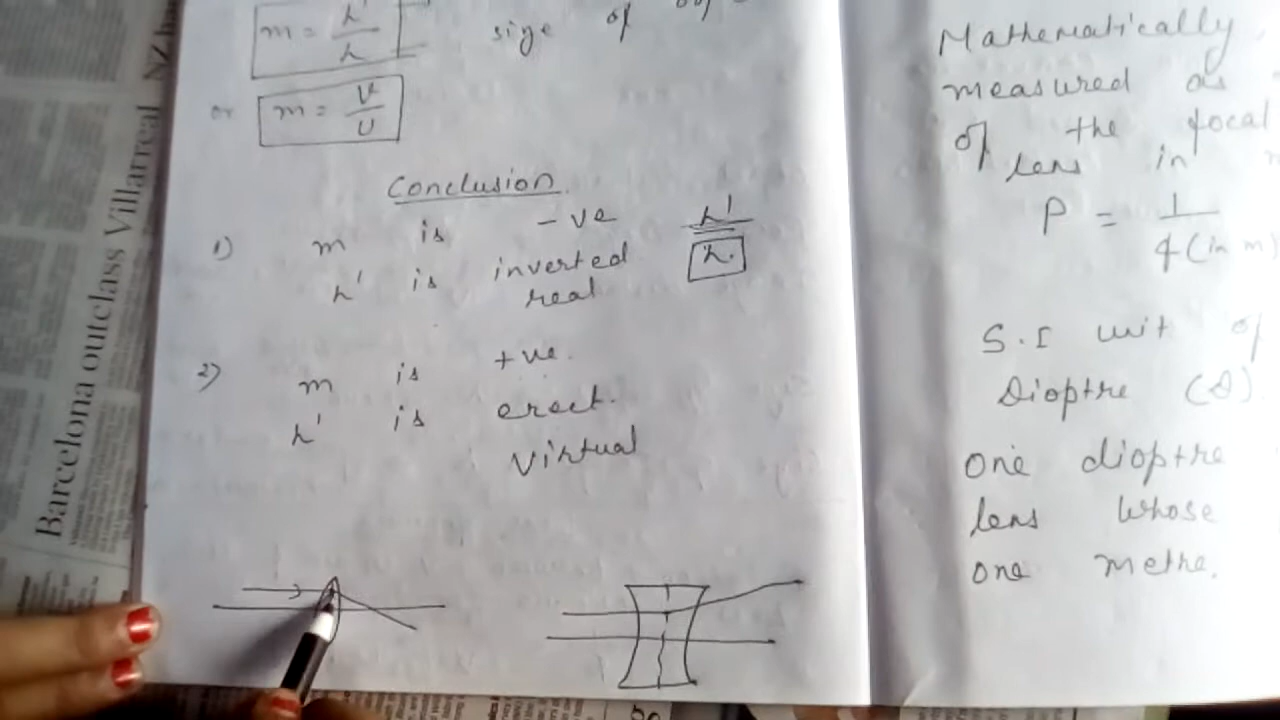 m = h'/h
size of
or m = v/u
Conclusion
1) m is -ve h'/h.
h' is inverted
real
2) m is +ve.
h' is erect.
Virtual
Mathematically,
measured as
of the focal
lens in
P = 1/f (in m)
S.I unit of
Dioptre (D).
One dioptre
lens whose
one metre.
Barcelona outclass Villarreal